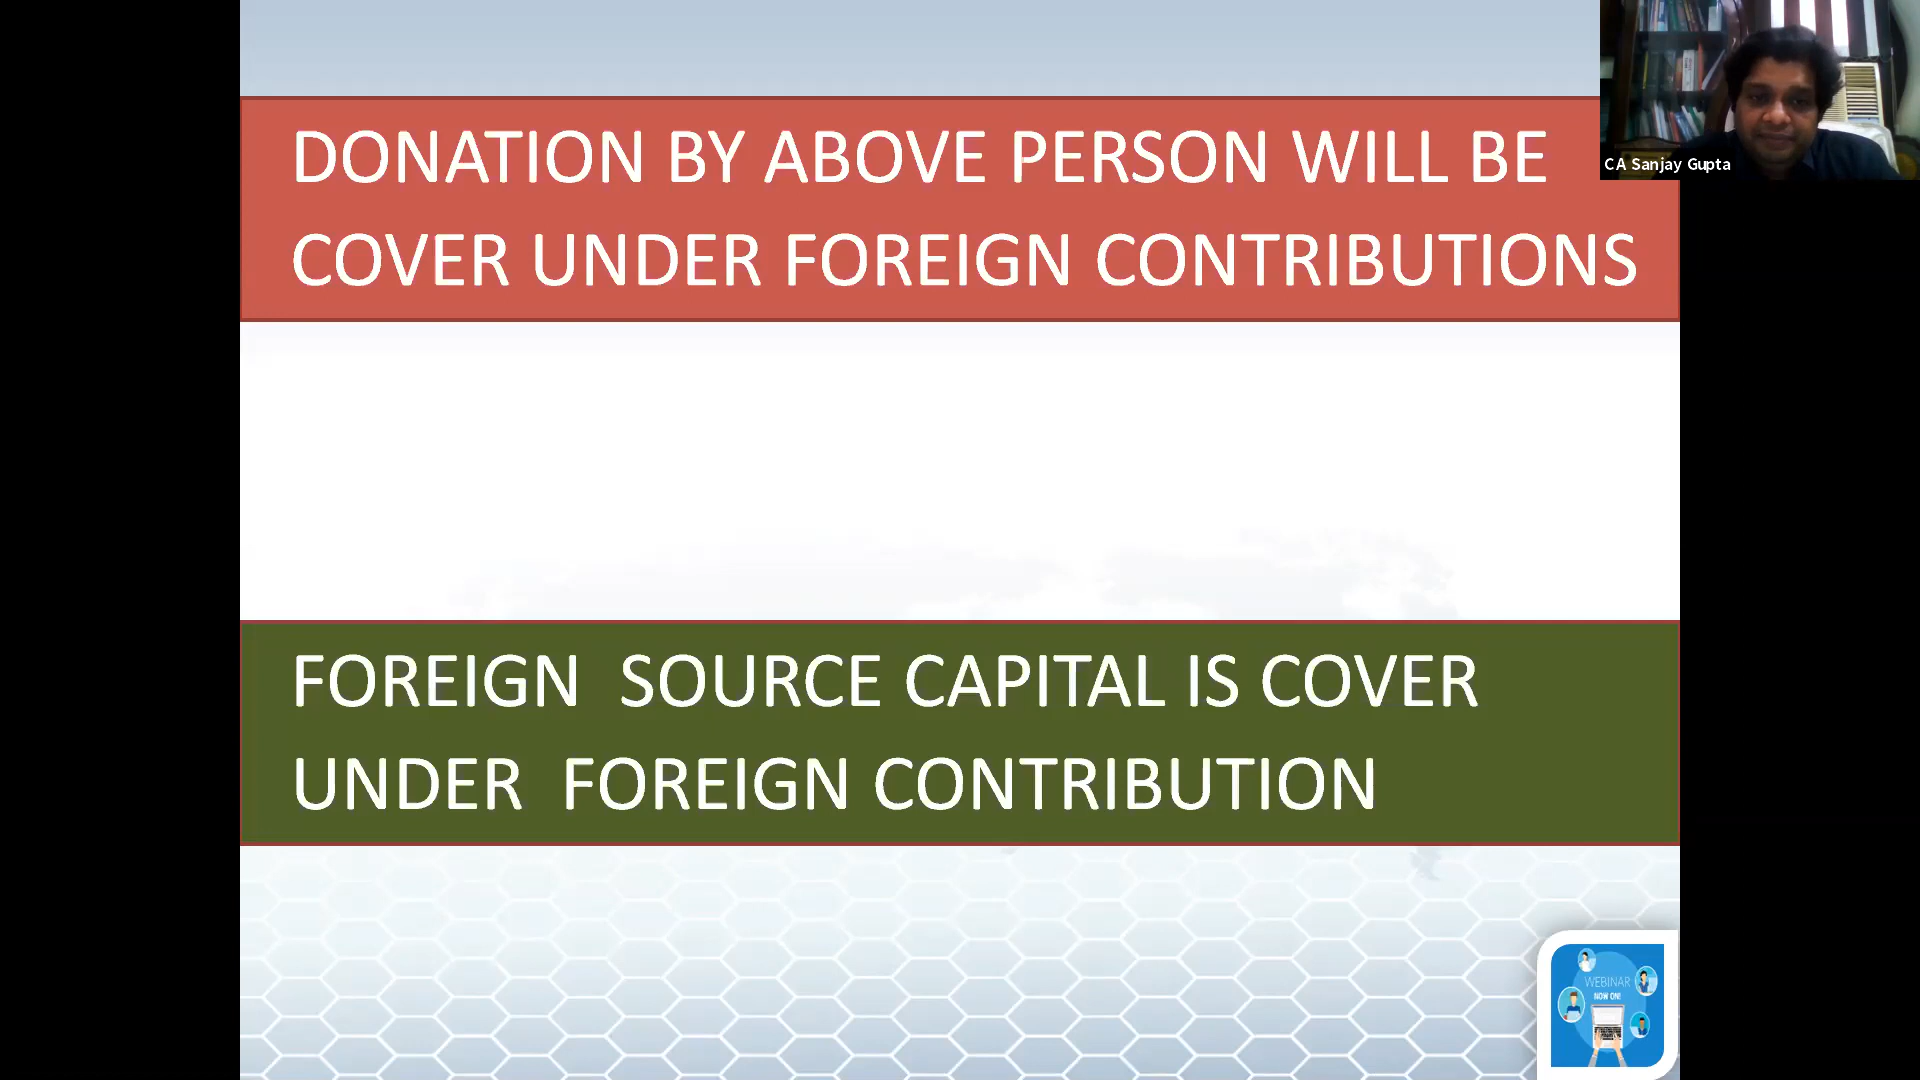 DONATION BY ABOVE PERSON WILL BE
COVER UNDER FOREIGN CONTRIBUTIONS
CA Sanjay Gupta
FOREIGN  SOURCE CAPITAL IS COVER
UNDER  FOREIGN CONTRIBUTION
WEBINAR
NOW ON!